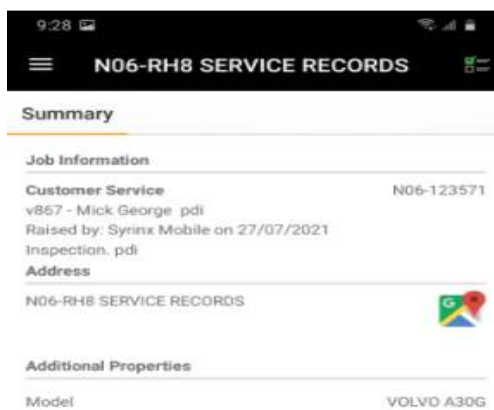 9:28
N06-RH8 SERVICE RECORDS
Summary
Job Information
Customer Service N06-123571
v867 - Mick George pdi
Raised by: Syrinx Mobile on 27/07/2021
Inspection. pdi
Address
N06-RH8 SERVICE RECORDS
G
Additional Properties
Model VOLVO A30G